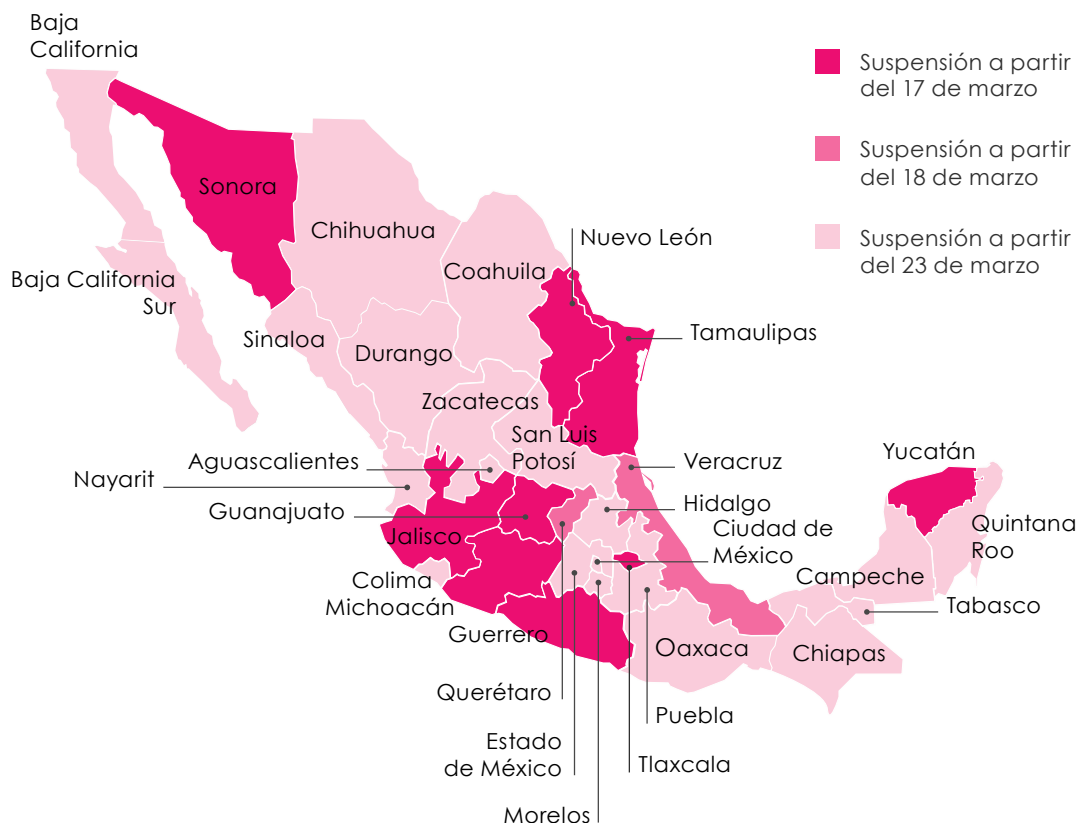 Baja
California
Suspensión a partir
del 17 de marzo
Suspensión a partir
del 18 de marzo
Suspensión a partir
del 23 de marzo
Sonora
Chihuahua
Nuevo León
Coahuila
Baja California
Sur
Sinaloa
Tamaulipas
Durango
Zacatecas
San Luis
Potosí
Aguascalientes
Veracruz
Yucatán
Nayarit
Hidalgo
Guanajuato
Ciudad de
México
Quintana
Roo
Jalisco
Colima
Campeche
Michoacán
Tabasco
Guerrero
Oaxaca
Chiapas
Querétaro
Puebla
Estado
de México
Tlaxcala
Morelos